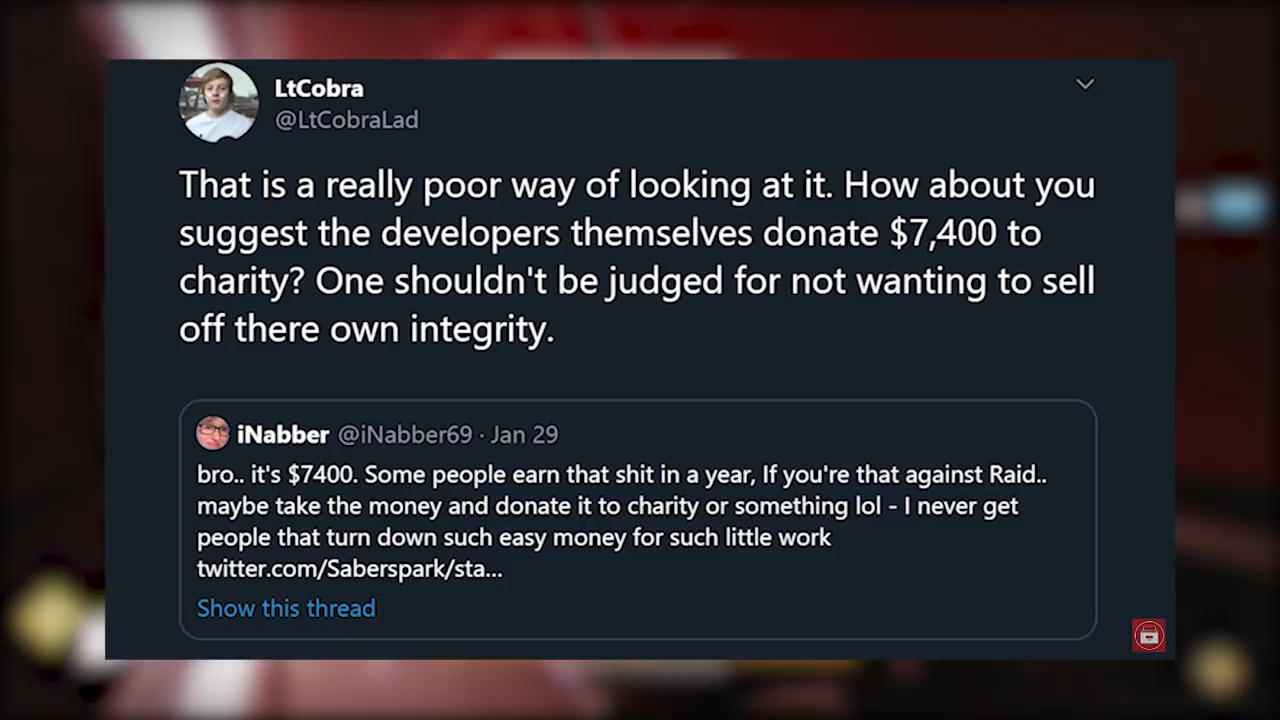 LtCobra
@LtCobraLad
That is a really poor way of looking at it. How about you
suggest the developers themselves donate $7,400 to
charity? One shouldn't be judged for not wanting to sell
off there own integrity.
iNabber @iNabber69 · Jan 29
bro.. it's $7400. Some people earn that shit in a year, If you're that against Raid..
maybe take the money and donate it to charity or something lol - I never get
people that turn down such easy money for such little work
twitter.com/Saberspark/sta...
Show this thread